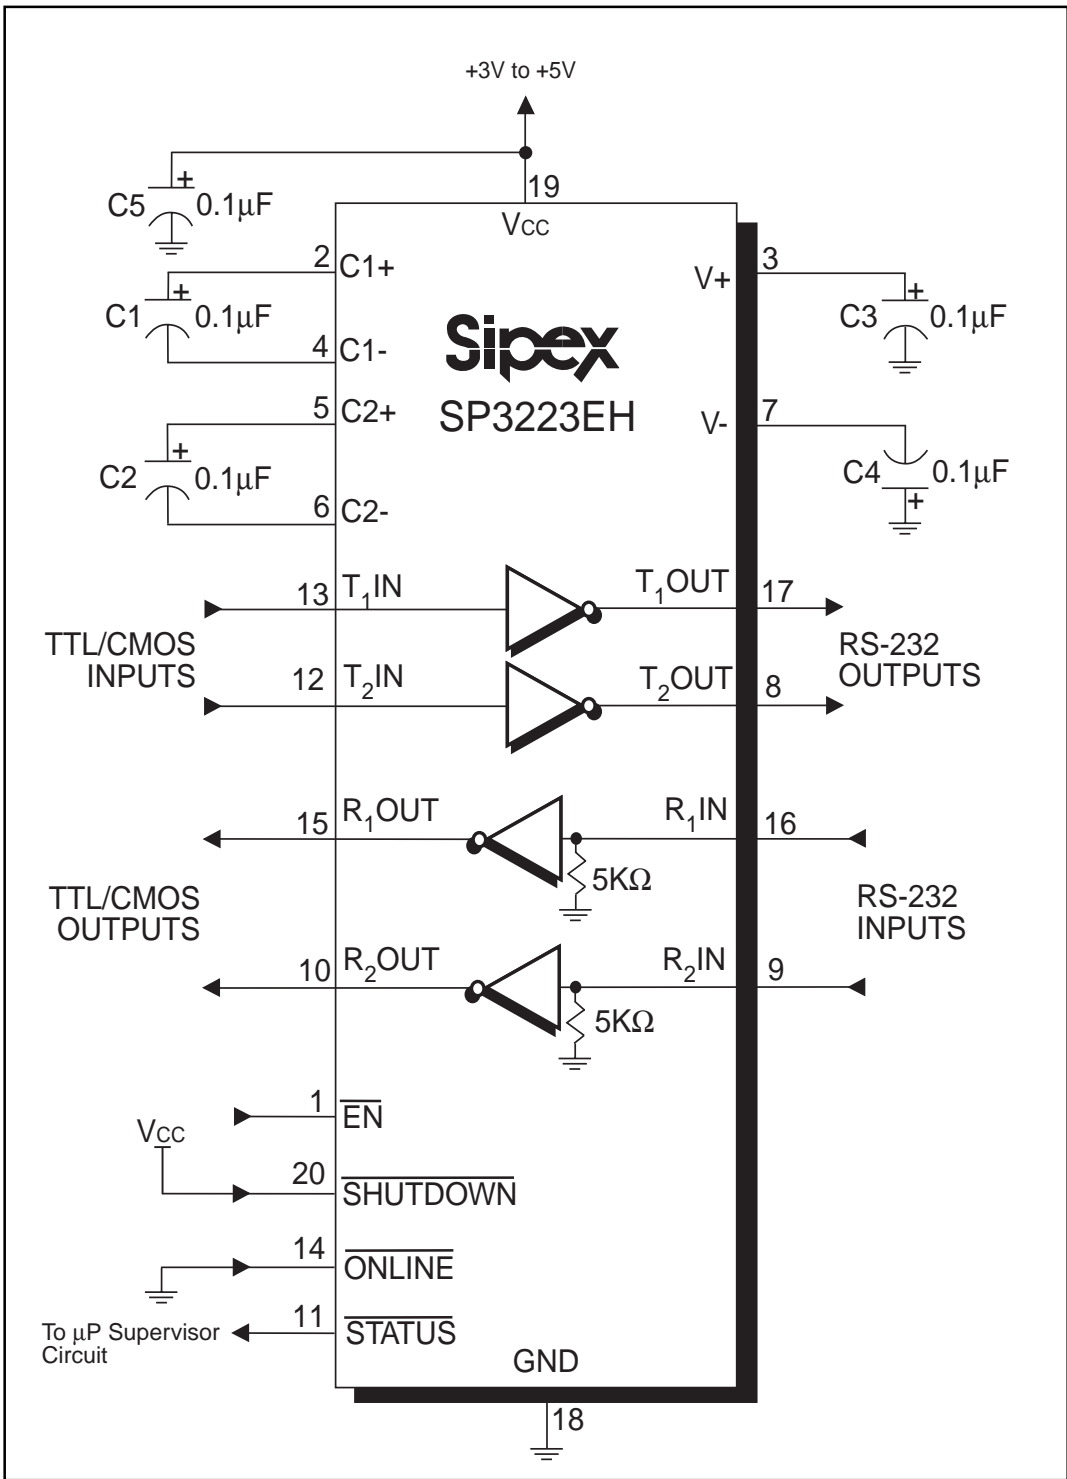 +3V to +5V
19
VCC
C5
+
0.1μF
2
C1+
C1
+
0.1μF
4
C1-
5
C2+
C2
+
0.1μF
6
C2-
Sipex
SP3223EH
V+
3
C3
+
0.1μF
V-
7
C4
0.1μF
+
13
T1IN
T1OUT
17
TTL/CMOS
INPUTS
RS-232
OUTPUTS
12
T2IN
T2OUT
8
15
R1OUT
R1IN
16
5KΩ
TTL/CMOS
OUTPUTS
RS-232
INPUTS
10
R2OUT
R2IN
9
5KΩ
1
EN
VCC
20
SHUTDOWN
14
ONLINE
11
STATUS
To μP Supervisor
Circuit
GND
18